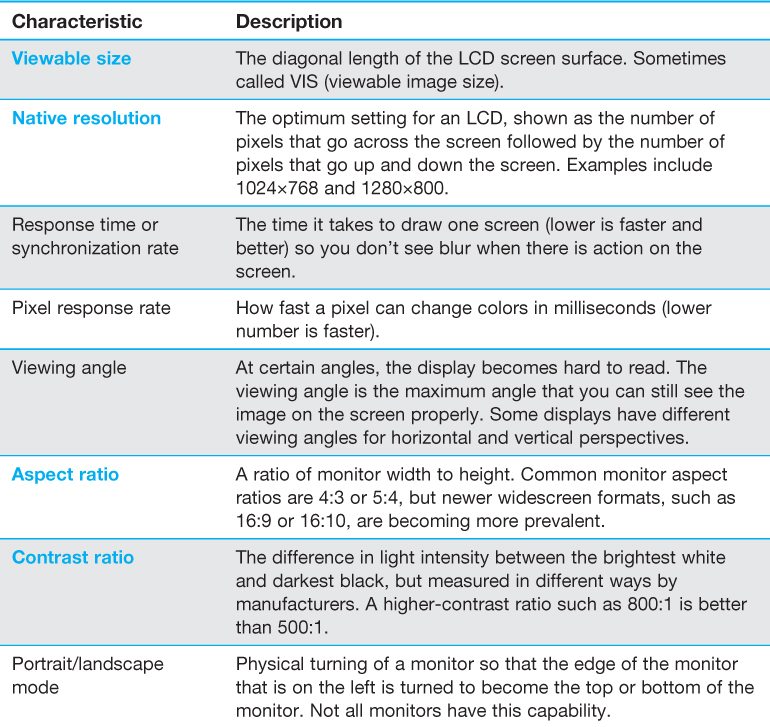 Characteristic Description
Viewable size The diagonal length of the LCD screen surface. Sometimes
called VIS (viewable image size).
Native resolution The optimum setting for an LCD, shown as the number of
pixels that go across the screen followed by the number of
pixels that go up and down the screen. Examples include
1024×768 and 1280×800.
Response time or The time it takes to draw one screen (lower is faster and
synchronization rate better) so you don’t see blur when there is action on the
screen.
Pixel response rate How fast a pixel can change colors in milliseconds (lower
number is faster).
Viewing angle At certain angles, the display becomes hard to read. The
viewing angle is the maximum angle that you can still see the
image on the screen properly. Some displays have different
viewing angles for horizontal and vertical perspectives.
Aspect ratio A ratio of monitor width to height. Common monitor aspect
ratios are 4:3 or 5:4, but newer widescreen formats, such as
16:9 or 16:10, are becoming more prevalent.
Contrast ratio The difference in light intensity between the brightest white
and darkest black, but measured in different ways by
manufacturers. A higher-contrast ratio such as 800:1 is better
than 500:1.
Portrait/landscape Physical turning of a monitor so that the edge of the monitor
mode that is on the left is turned to become the top or bottom of the
monitor. Not all monitors have this capability.